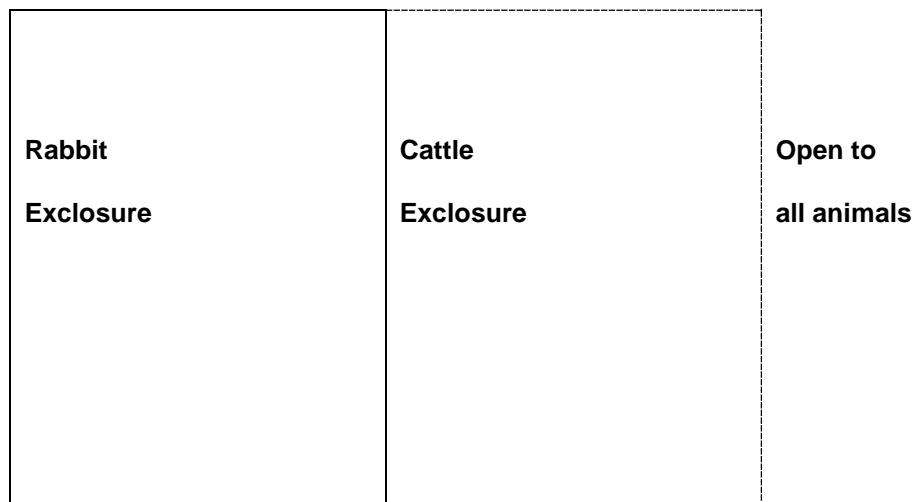 Rabbit
Exclosure
Cattle
Exclosure
Open to
all animals